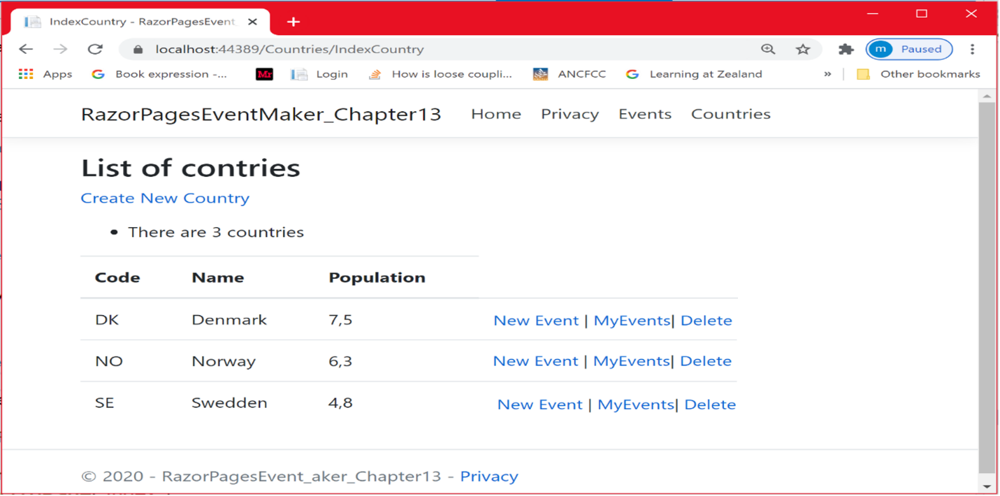 IndexCountry - RazorPagesEvent
localhost:44389/Countries/IndexCountry
m Paused
Apps Book expression -... Mr Login How is loose coupli... ANCFCC Learning at Zealand » Other bookmarks
RazorPagesEventMaker_Chapter13 Home Privacy Events Countries
List of contries
Create New Country
• There are 3 countries
Code Name Population
DK Denmark 7,5 New Event | MyEvents| Delete
NO Norway 6,3 New Event | MyEvents| Delete
SE Swedden 4,8 New Event | MyEvents| Delete
© 2020 - RazorPagesEvent_aker_Chapter13 - Privacy